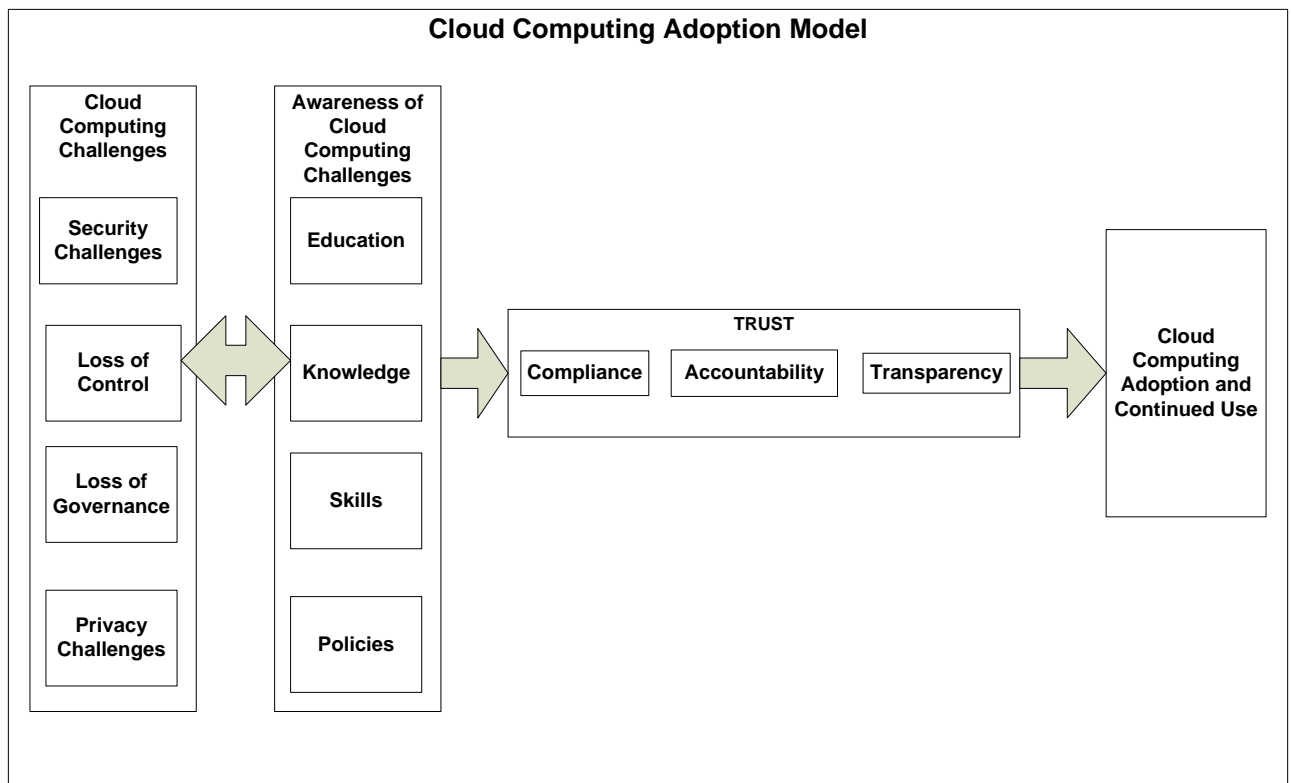 Cloud Computing Adoption Model
Cloud
Computing
Challenges
Security
Challenges
Loss of
Control
Loss of
Governance
Privacy
Challenges
Awareness of
Cloud
Computing
Challenges
Education
Knowledge
Skills
Policies
TRUST
Compliance
Accountability
Transparency
Cloud
Computing
Adoption and
Continued Use